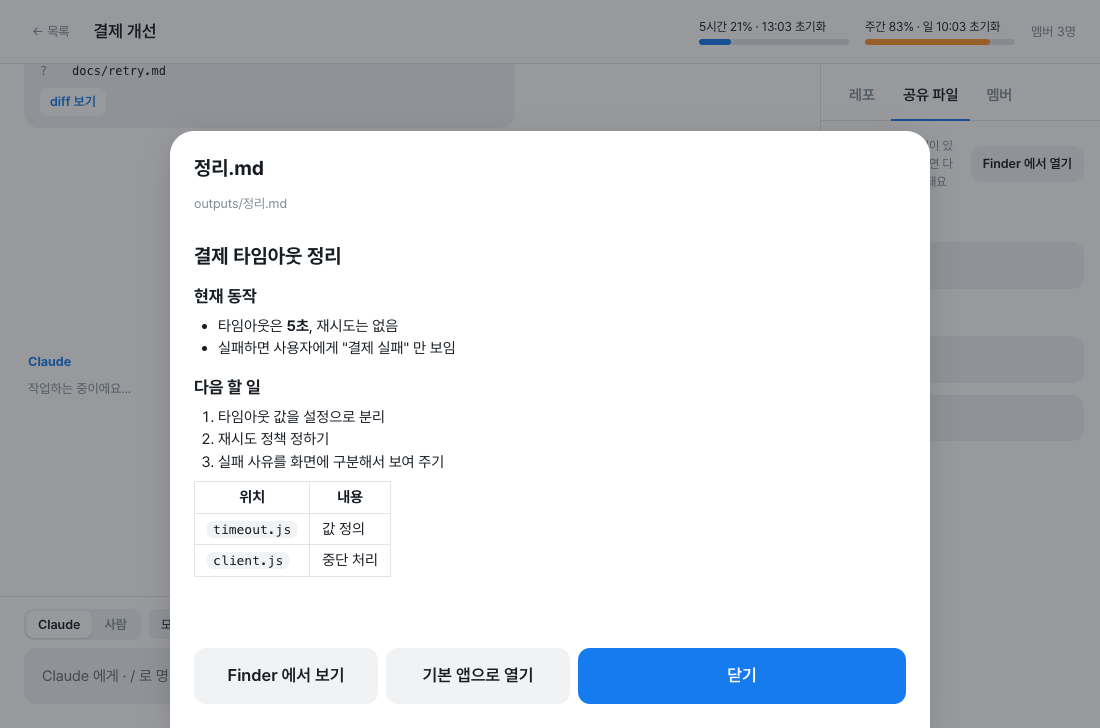 ← 목록
결제 개선
5시간 21% · 13:03 초기화
주간 83% · 일 10:03 초기화
멤버 3명
? docs/retry.md
diff 보기
레포
공유 파일
멤버
Finder 에서 열기
정리.md
outputs/정리.md
결제 타임아웃 정리
현재 동작
• 타임아웃은 5초, 재시도는 없음
• 실패하면 사용자에게 "결제 실패" 만 보임
다음 할 일
1. 타임아웃 값을 설정으로 분리
2. 재시도 정책 정하기
3. 실패 사유를 화면에 구분해서 보여 주기
위치 내용
timeout.js 값 정의
client.js 중단 처리
Claude
작업하는 중이에요...
Claude
사람
Claude 에게 · / 로 명
Finder 에서 보기
기본 앱으로 열기
닫기